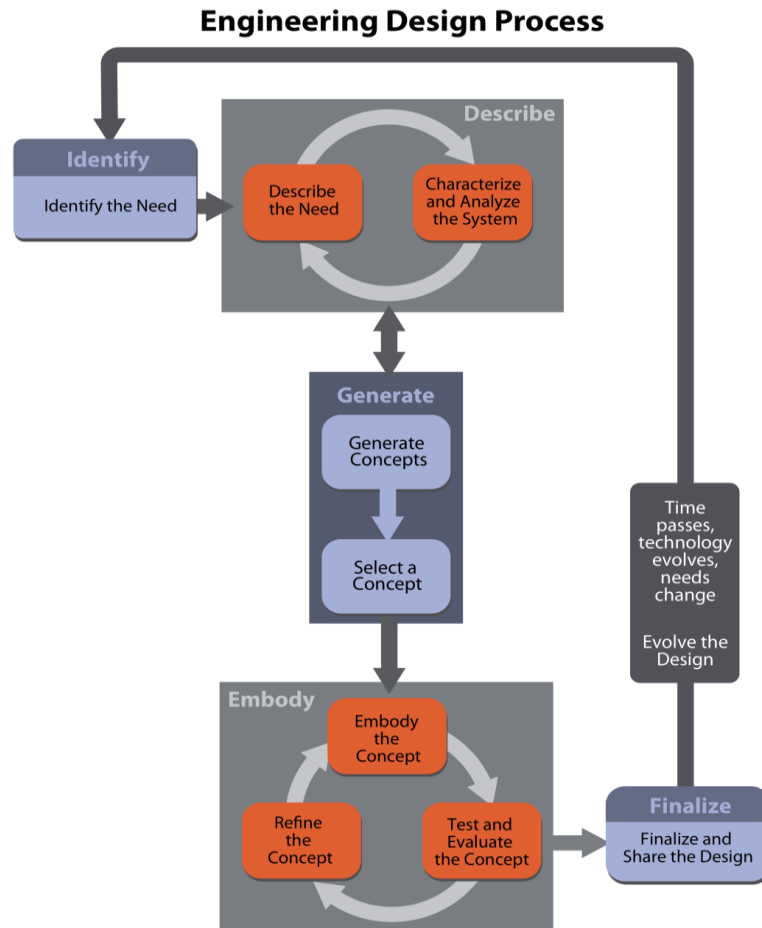 Engineering Design Process
Describe
Identify
Identify the Need
Describe
the Need
Characterize
and Analyze
the System
Generate
Generate
Concepts
Select a
Concept
Time
passes,
technology
evolves,
needs
change
Evolve the
Design
Embody
Embody
the
Concept
Refine
the
Concept
Test and
Evaluate
the Concept
Finalize
Finalize and
Share the Design